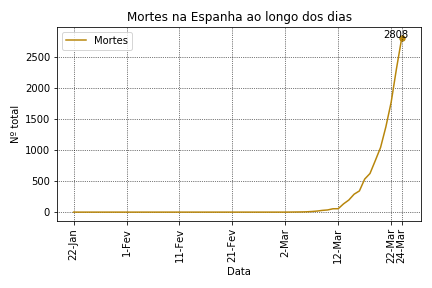 Mortes na Espanha ao longo dos dias
2808
Mortes
2500
2000
1500
1000
500
0
Nº total
22-Jan
1-Fev
11-Fev
21-Fev
2-Mar
12-Mar
22-Mar
24-Mar
Data